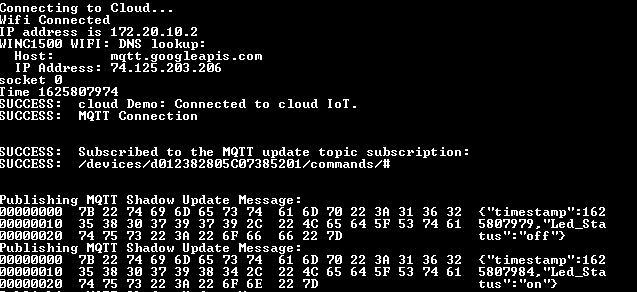 Connecting to Cloud...
Wifi Connected
IP address is 172.20.10.2
WINC1500 WIFI: DNS lookup:
  Host:       mqtt.googleapis.com
  IP Address: 74.125.203.206
socket 0
Time 1625807974
SUCCESS:  cloud Demo: Connected to cloud IoT.
SUCCESS:  MQTT Connection
SUCCESS:  Subscribed to the MQTT update topic subscription:
SUCCESS:  /devices/d012382805C07385201/commands/#
Publishing MQTT Shadow Update Message:
00000000  7B 22 74 69 6D 65 73 74  61 6D 70 22 3A 31 36 32  {"timestamp":162
00000010  35 38 30 37 39 37 39 2C  22 4C 65 64 5F 53 74 61  5807979,"Led_Sta
00000020  74 75 73 22 3A 22 6F 66  66 22 7D                 tus":"off"}
Publishing MQTT Shadow Update Message:
00000000  7B 22 74 69 6D 65 73 74  61 6D 70 22 3A 31 36 32  {"timestamp":162
00000010  35 38 30 37 39 38 34 2C  22 4C 65 64 5F 53 74 61  5807984,"Led_Sta
00000020  74 75 73 22 3A 22 6F 6E  22 7D                    tus":"on"}